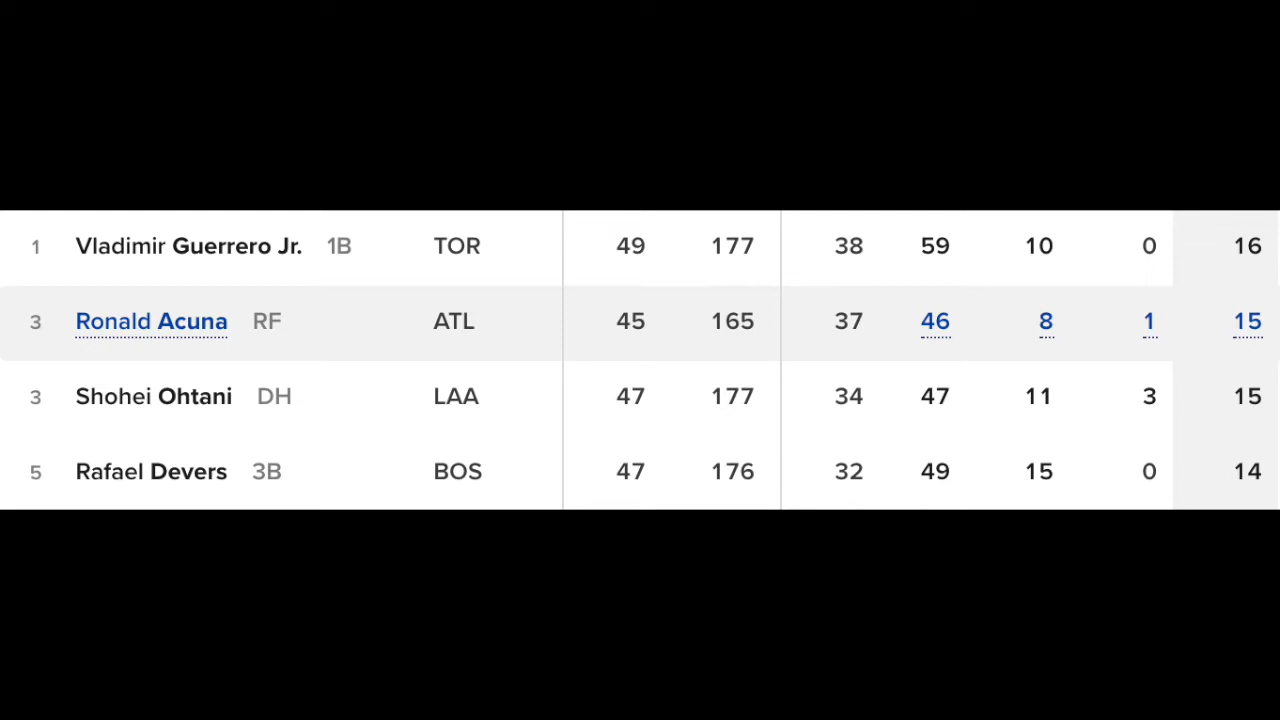 1 Vladimir Guerrero Jr. 1B TOR 49 177 38 59 10 0 16
3 Ronald Acuna RF ATL 45 165 37 46 8 1 15
3 Shohei Ohtani DH LAA 47 177 34 47 11 3 15
5 Rafael Devers 3B BOS 47 176 32 49 15 0 14